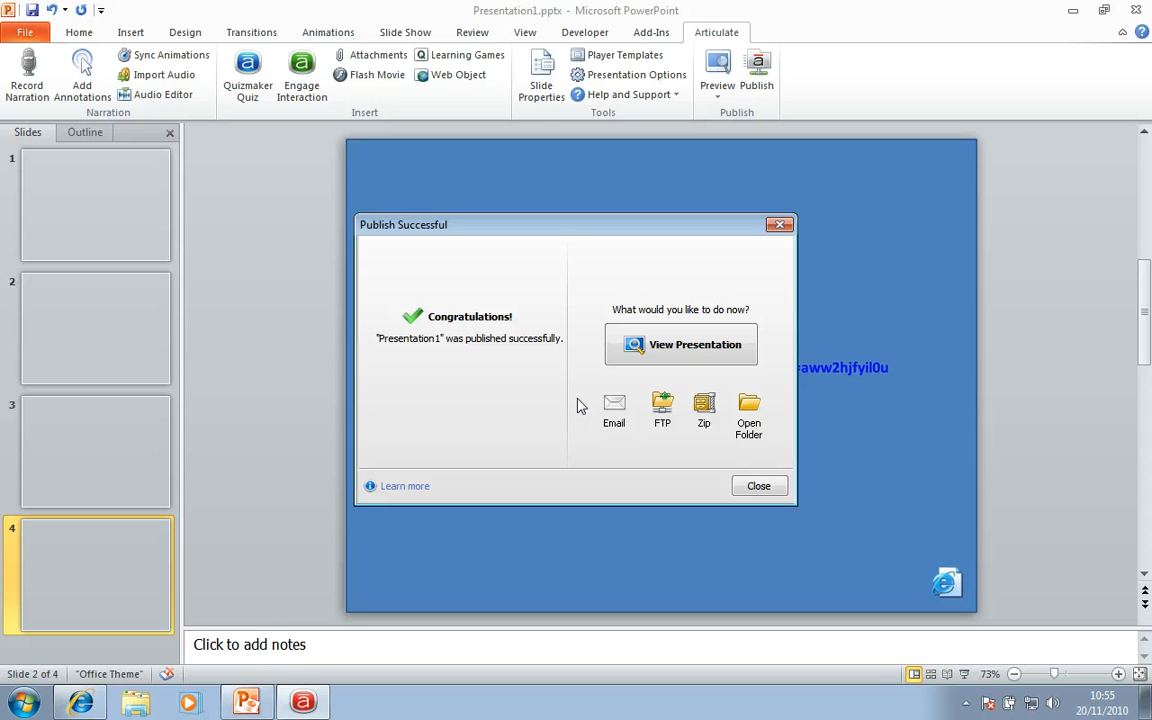 Presentation1.pptx - Microsoft PowerPoint
File Home Insert Design Transitions Animations Slide Show Review View Developer Add-Ins Articulate
Record Narration
Add Annotations
Sync Animations
Import Audio
Audio Editor
Narration
Quizmaker Quiz
Engage Interaction
Attachments
Learning Games
Flash Movie
Web Object
Insert
Slide Properties
Player Templates
Presentation Options
Help and Support
Tools
Preview
Publish
Publish
Slides Outline
1
2
3
4
Publish Successful
Congratulations!
"Presentation1" was published successfully.
What would you like to do now?
View Presentation
Email FTP Zip Open Folder
Learn more
Close
=aww2hjfyil0u
Click to add notes
Slide 2 of 4 "Office Theme" 73%
10:55
20/11/2010